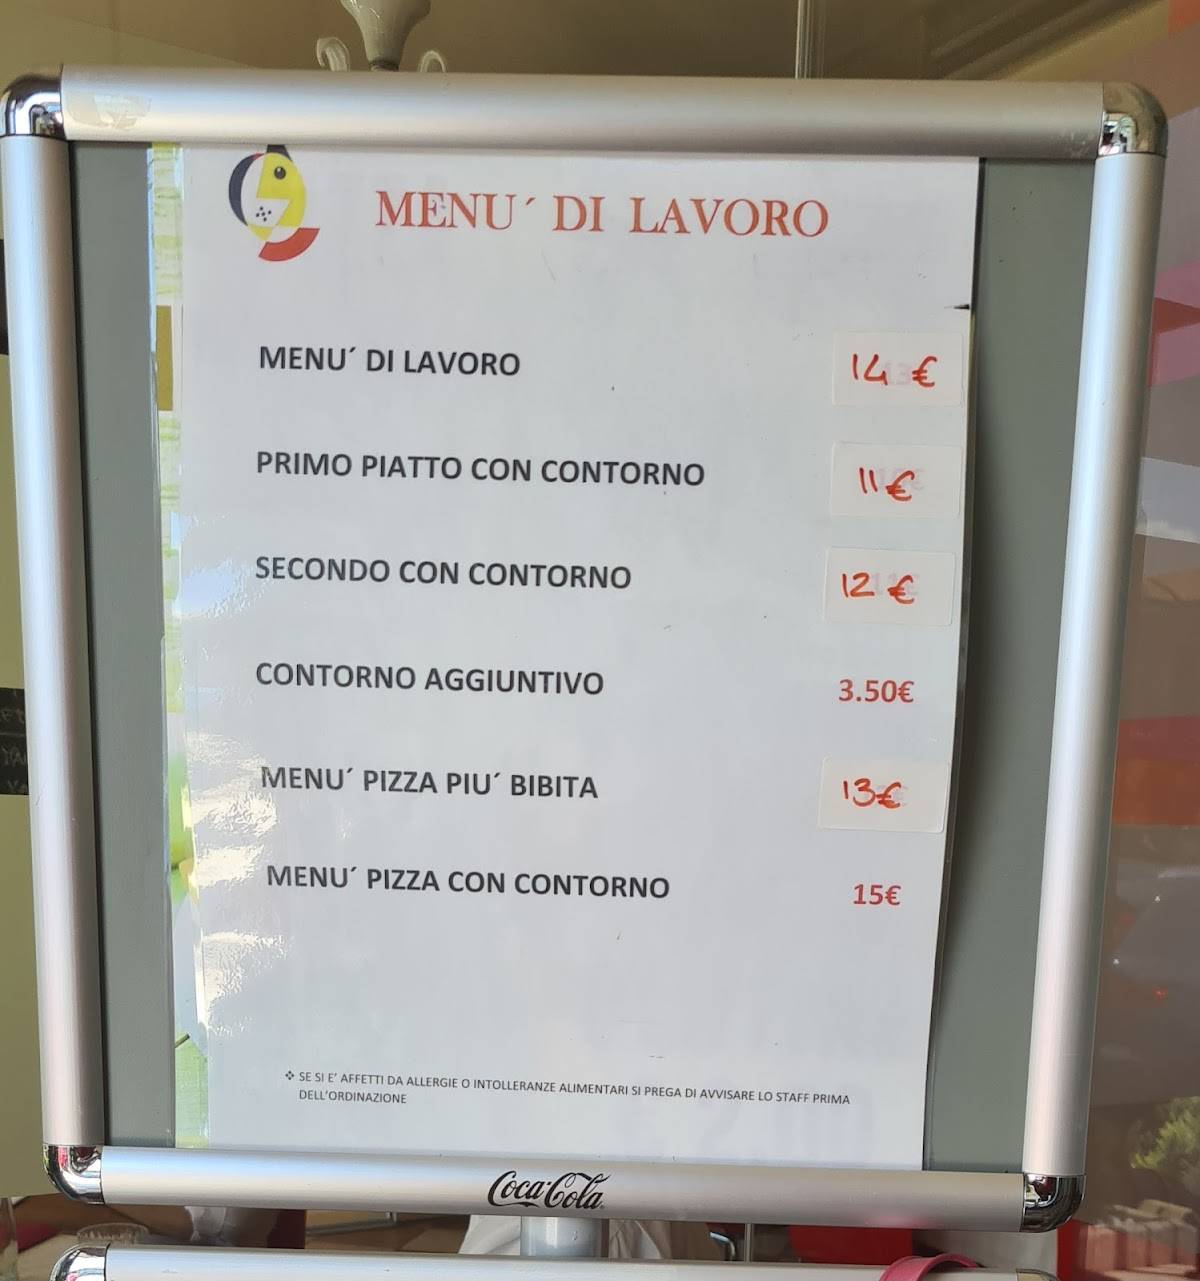 MENU´ DI LAVORO
MENU´ DI LAVORO 14 €
PRIMO PIATTO CON CONTORNO 11 €
SECONDO CON CONTORNO 12 €
CONTORNO AGGIUNTIVO 3.50€
MENU´ PIZZA PIU´ BIBITA 13€
MENU´ PIZZA CON CONTORNO 15€
❖ SE SI E’ AFFETTI DA ALLERGIE O INTOLLERANZE ALIMENTARI SI PREGA DI AVVISARE LO STAFF PRIMA
DELL’ORDINAZIONE
Coca-Cola